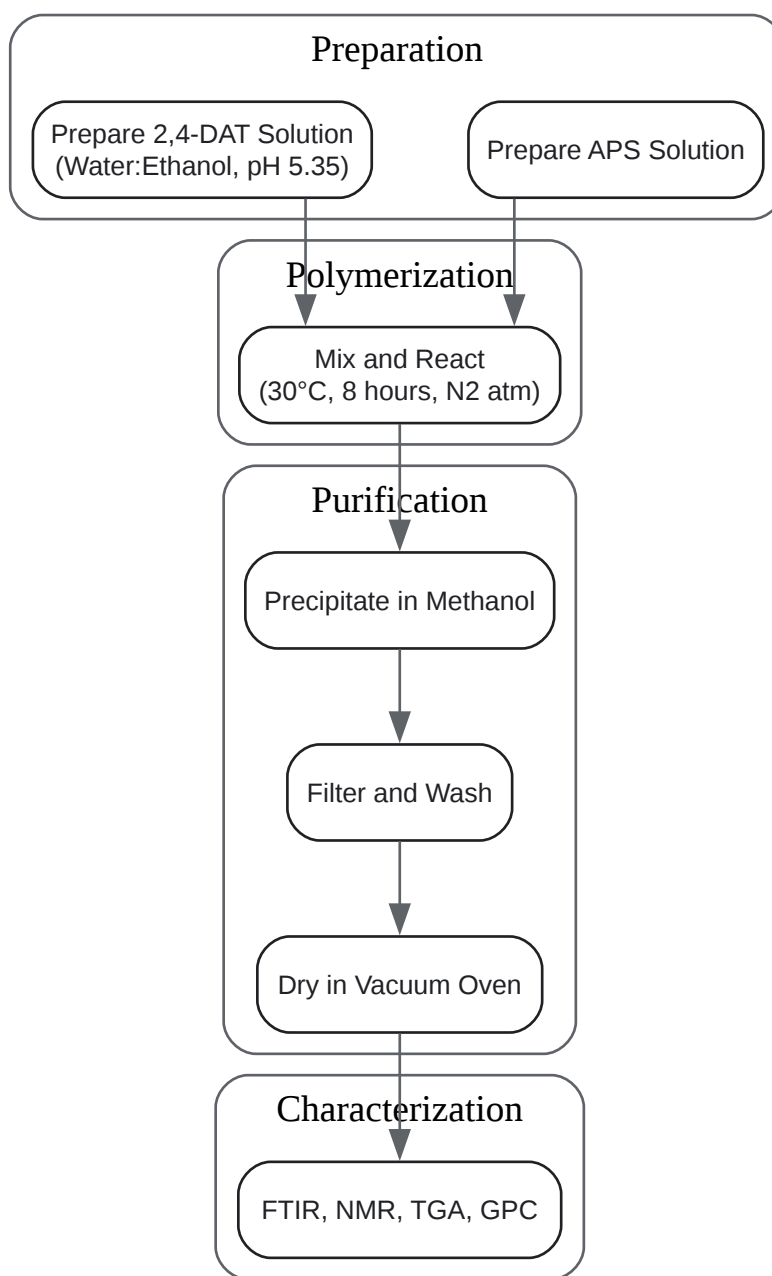 Preparation
Prepare 2,4-DAT Solution
(Water:Ethanol, pH 5.35)
Prepare APS Solution
Polymerization
Mix and React
(30°C, 8 hours, N2 atm)
Purification
Precipitate in Methanol
Filter and Wash
Dry in Vacuum Oven
Characterization
FTIR, NMR, TGA, GPC